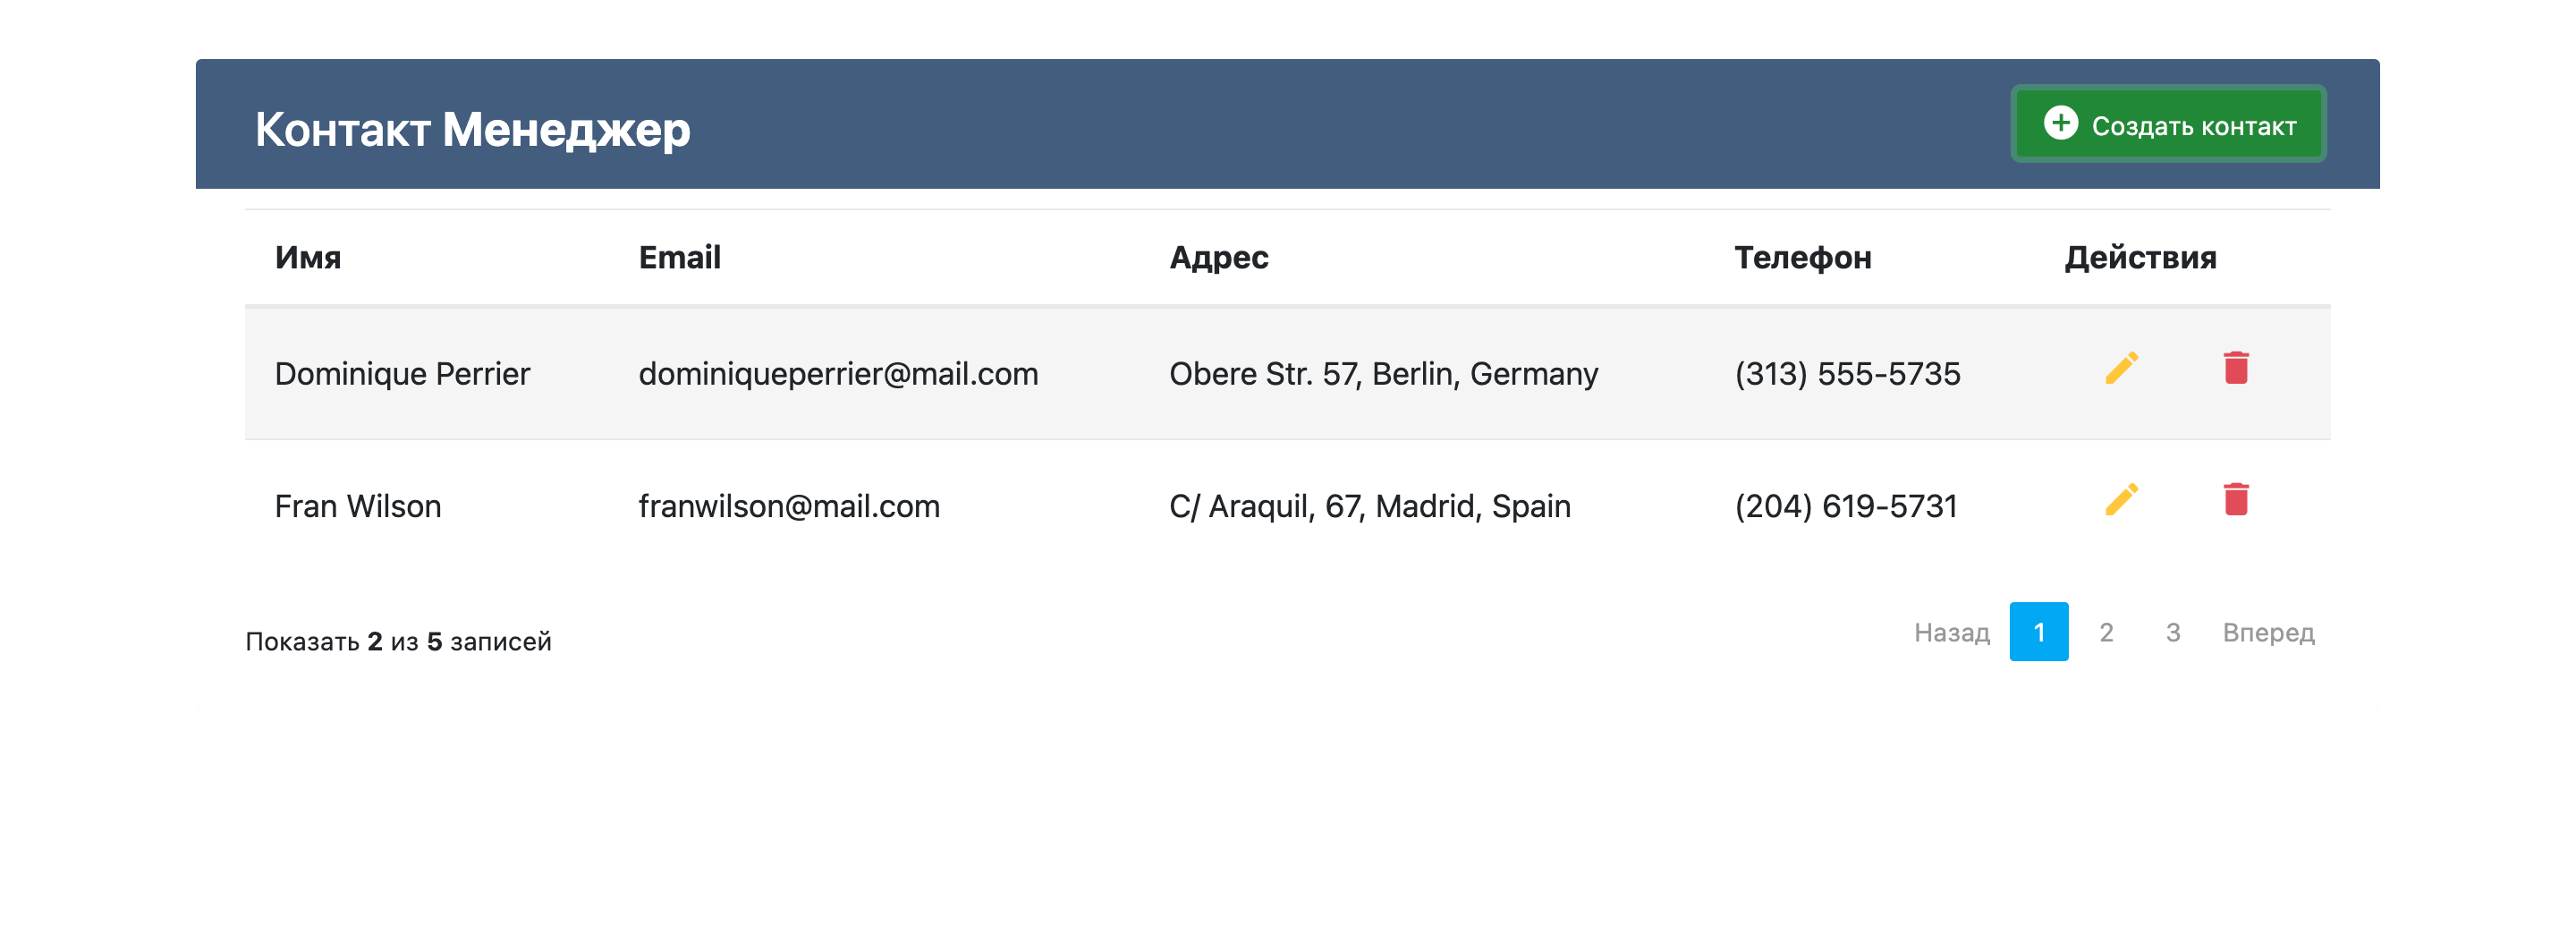 Контакт Менеджер
Создать контакт
Имя Email Адрес Телефон Действия
Dominique Perrier dominiqueperrier@mail.com Obere Str. 57, Berlin, Germany (313) 555-5735
Fran Wilson franwilson@mail.com C/ Araquil, 67, Madrid, Spain (204) 619-5731
Показать 2 из 5 записей
Назад 1 2 3 Вперед